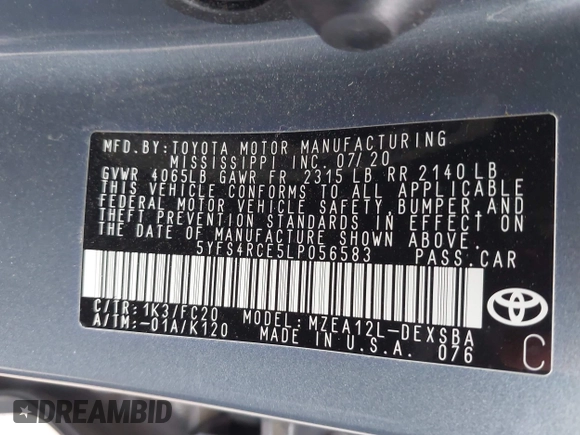 MFD.BY:TOYOTA MOTOR MANUFACTURING
MISSISSIPPI INC. 07/20
GVWR 4065LB GAWR FR 2315 LB RR 2140 LB
THIS VEHICLE CONFORMS TO ALL APPLICABLE
FEDERAL MOTOR VEHICLE SAFETY,BUMPER,AND
THEFT PREVENTION STANDARDS IN EFFECT ON
THE DATE OF MANUFACTURE SHOWN ABOVE.
5YFS4RCE5LP056583 PASS.CAR
C/TR:1K3/FC20 MODEL:MZEA12L-DEXSBA
A/TM:-01A/K120 MADE IN U.S.A. 076
C
DREAMBID